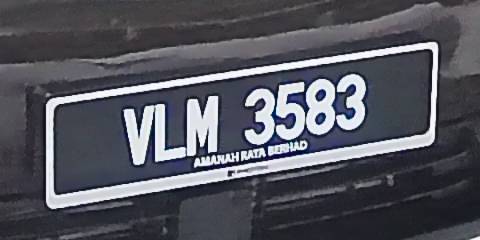 VLM 3583
AMANAH RAYA BERHAD